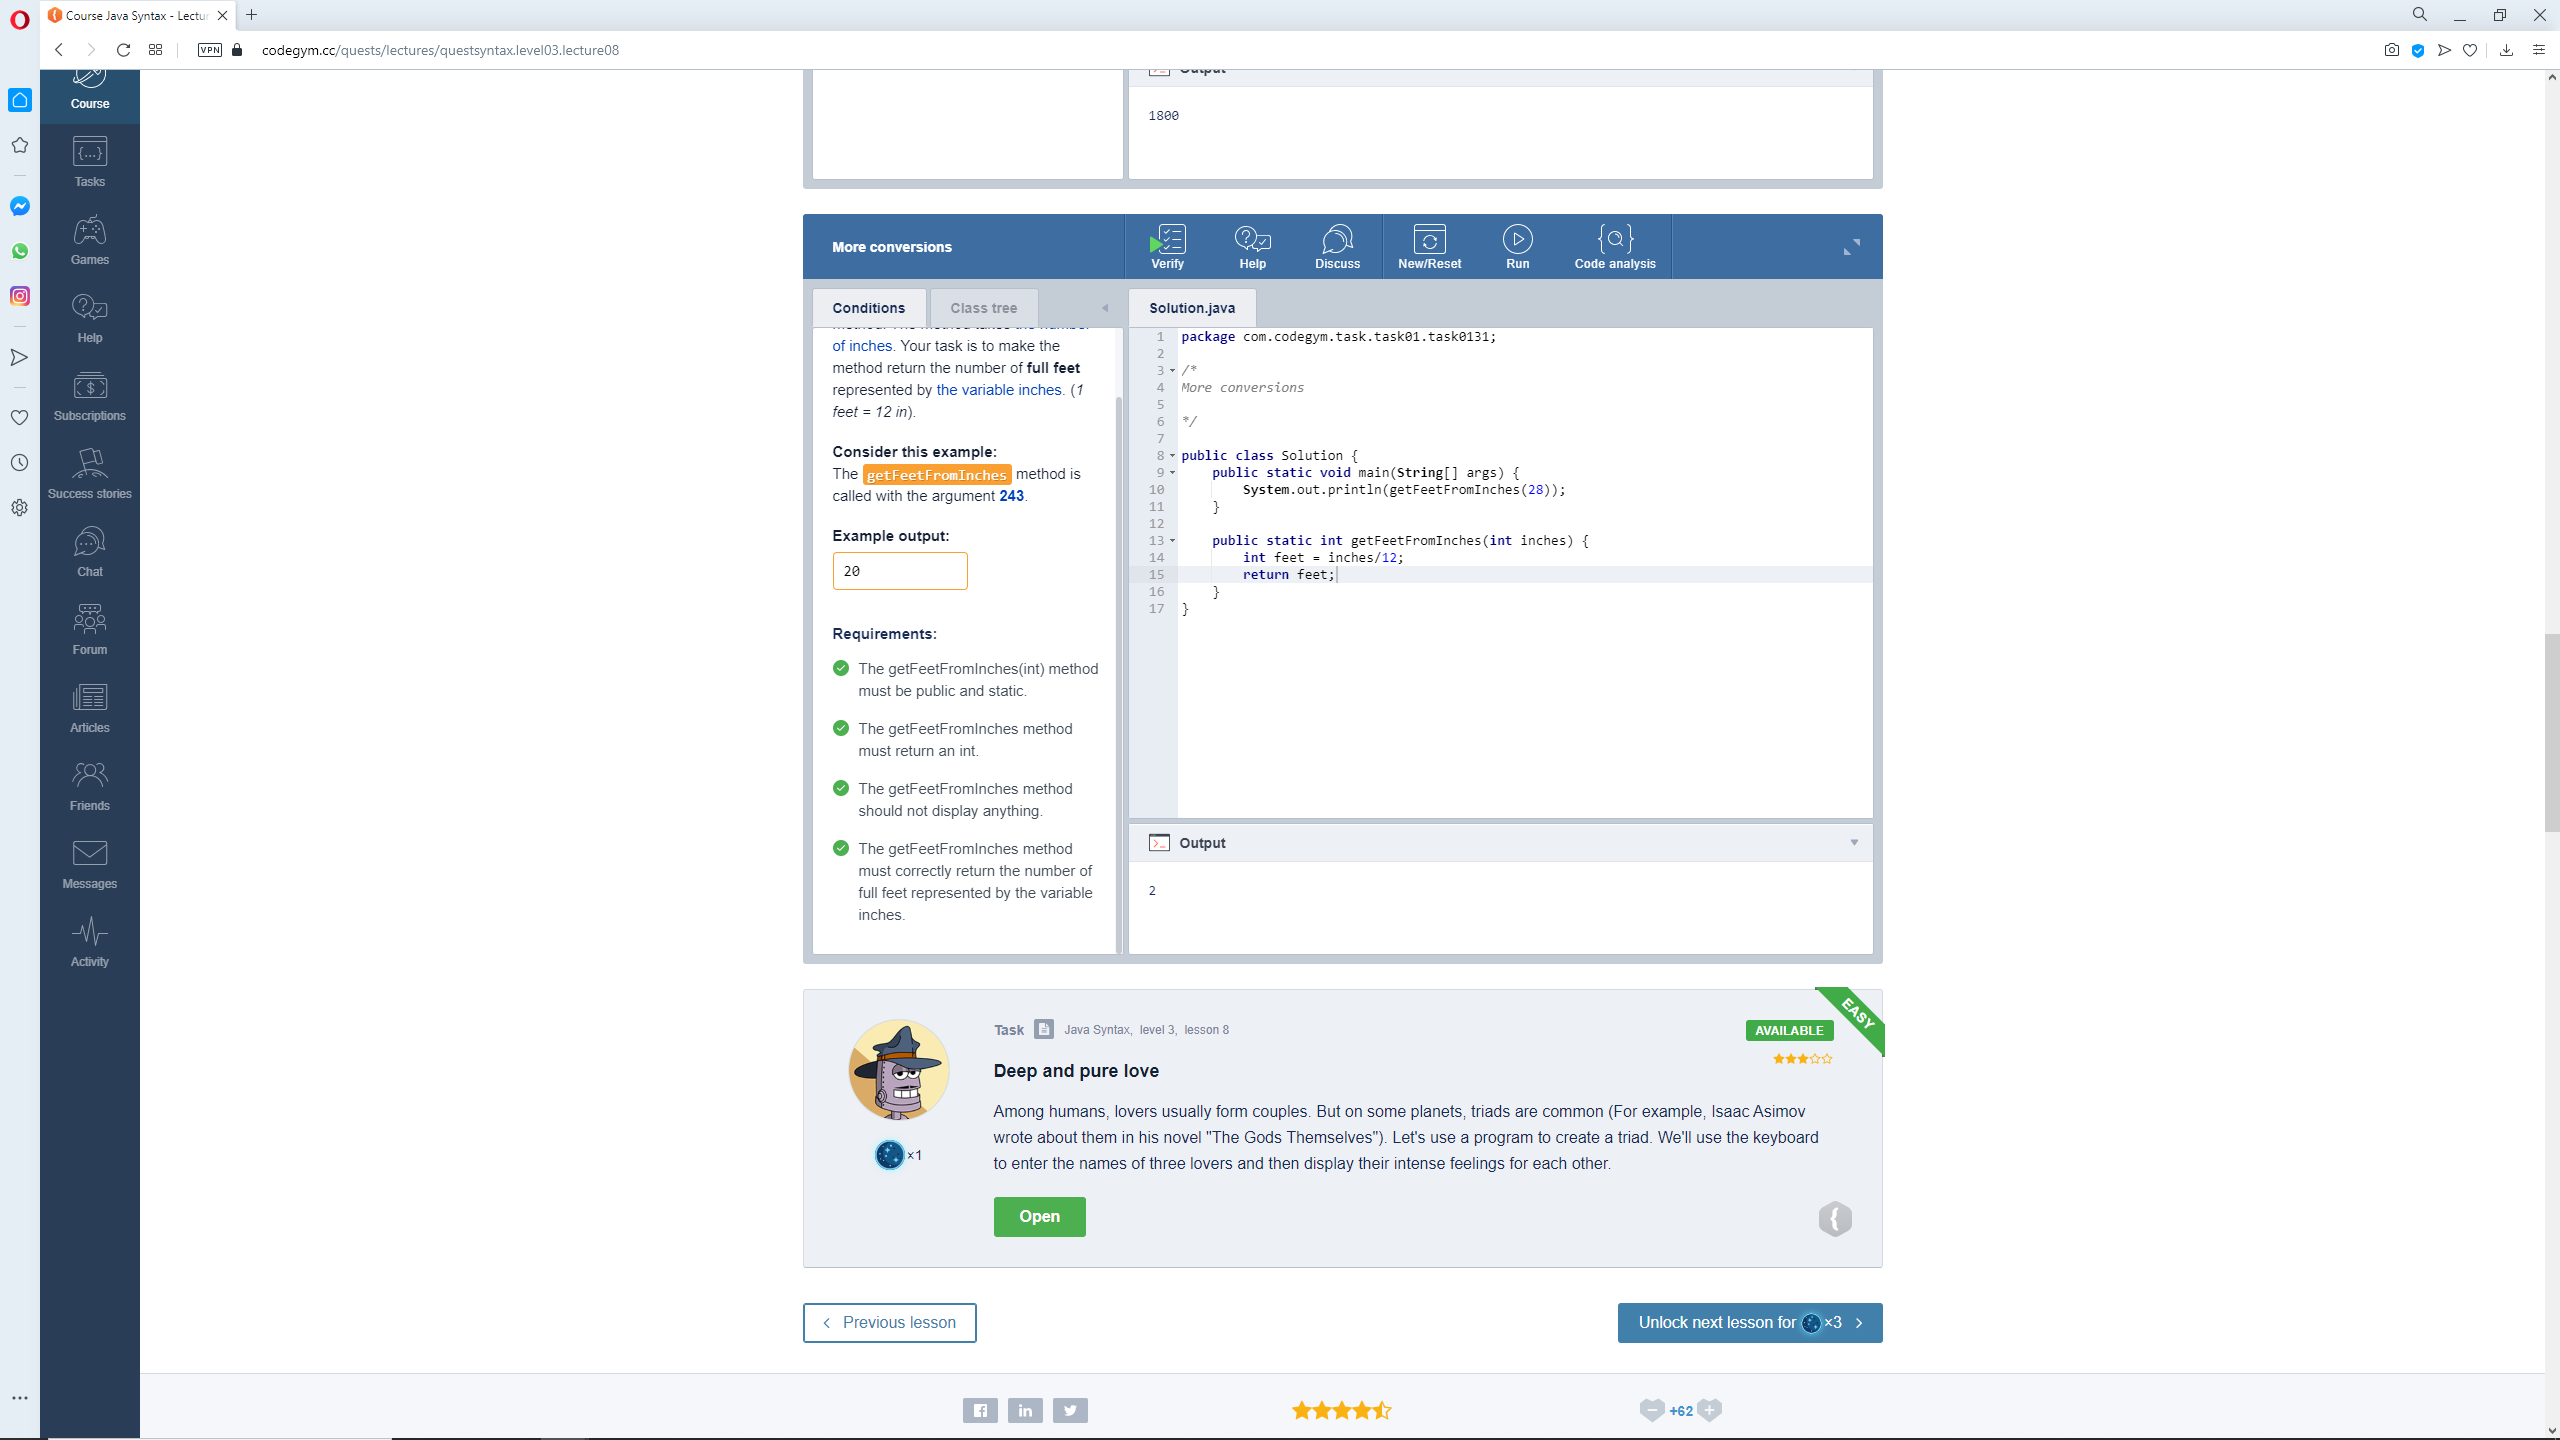 Course Java Syntax - Lectu
VPN
codegym.cc/quests/lectures/questsyntax.level03.lecture08
Course
Tasks
Games
Help
Subscriptions
Success stories
Chat
Forum
Articles
Friends
Messages
Activity
Output
1800
More conversions
Verify
Help
Discuss
New/Reset
Run
Code analysis
Conditions
Class tree
Solution.java
of inches. Your task is to make the
method return the number of full feet
represented by the variable inches. (1
feet = 12 in).
Consider this example:
The getFeetFromInches method is
called with the argument 243.
Example output:
20
Requirements:
The getFeetFromInches(int) method
must be public and static.
The getFeetFromInches method
must return an int.
The getFeetFromInches method
should not display anything.
The getFeetFromInches method
must correctly return the number of
full feet represented by the variable
inches.
1 package com.codegym.task.task01.task0131;
2
3 /*
4 More conversions
5
6 */
7
8 public class Solution {
9 public static void main(String[] args) {
10 System.out.println(getFeetFromInches(28));
11 }
12
13 public static int getFeetFromInches(int inches) {
14 int feet = inches/12;
15 return feet;
16 }
17 }
Output
2
Task Java Syntax, level 3, lesson 8
AVAILABLE
EASY
Deep and pure love
Among humans, lovers usually form couples. But on some planets, triads are common (For example, Isaac Asimov
wrote about them in his novel "The Gods Themselves"). Let's use a program to create a triad. We'll use the keyboard
to enter the names of three lovers and then display their intense feelings for each other.
×1
Open
Previous lesson
Unlock next lesson for ×3
+62